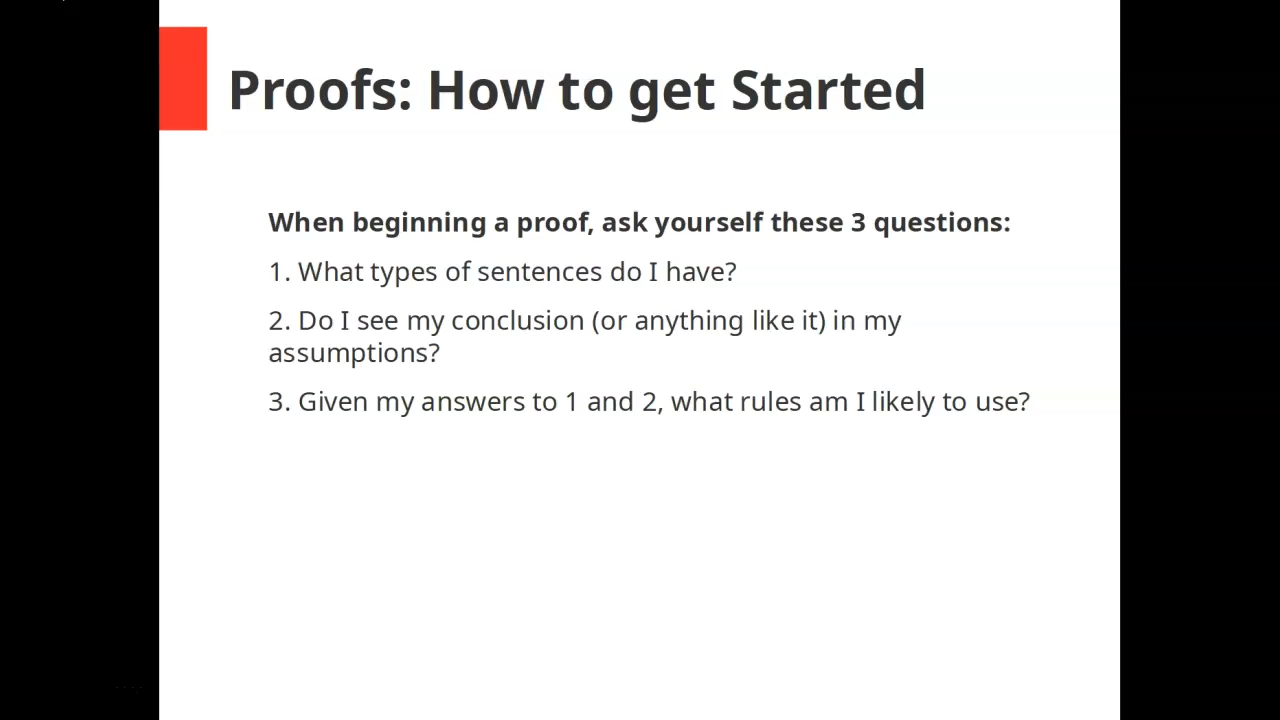 Proofs: How to get Started
When beginning a proof, ask yourself these 3 questions:
1. What types of sentences do I have?
2. Do I see my conclusion (or anything like it) in my
assumptions?
3. Given my answers to 1 and 2, what rules am I likely to use?